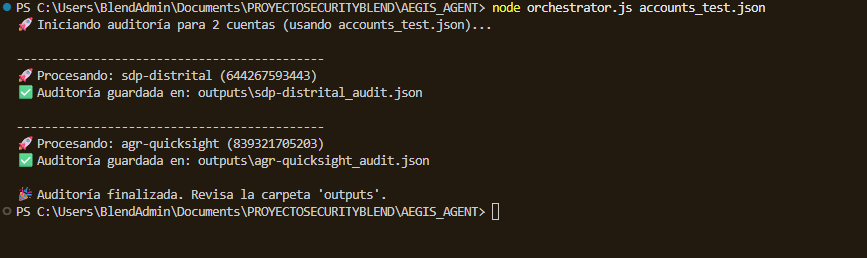 PS C:\Users\BlendAdmin\Documents\PROYECTOSECURITYBLEND\AEGIS_AGENT> node orchestrator.js accounts_test.json
🚀 Iniciando auditoría para 2 cuentas (usando accounts_test.json)...
-----------------------------------------
🚀 Procesando: sdp-distrital (644267593443)
✅ Auditoría guardada en: outputs\sdp-distrital_audit.json
-----------------------------------------
🚀 Procesando: agr-quicksight (839321705203)
✅ Auditoría guardada en: outputs\agr-quicksight_audit.json
🎉 Auditoría finalizada. Revisa la carpeta 'outputs'.
PS C:\Users\BlendAdmin\Documents\PROYECTOSECURITYBLEND\AEGIS_AGENT>